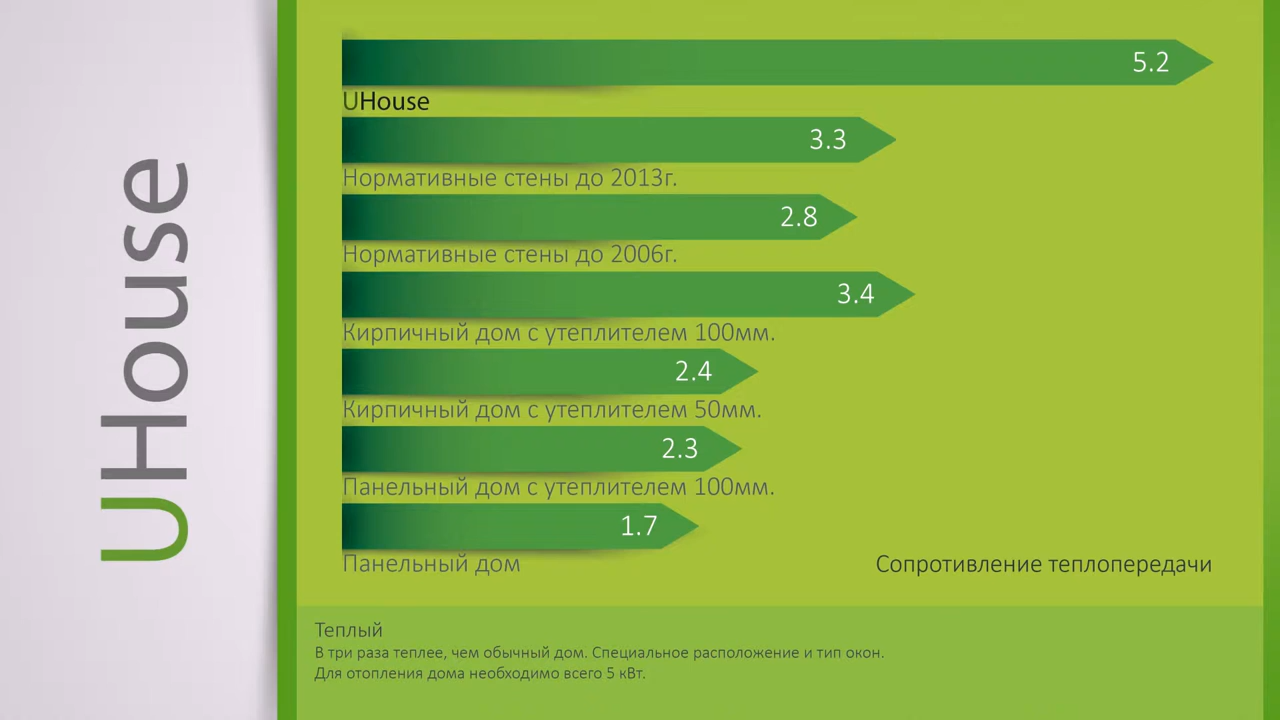 UHouse
5.2
UHouse
3.3
Нормативные стены до 2013г.
2.8
Нормативные стены до 2006г.
3.4
Кирпичный дом с утеплителем 100мм.
2.4
Кирпичный дом с утеплителем 50мм.
2.3
Панельный дом с утеплителем 100мм.
1.7
Панельный дом
Сопротивление теплопередачи
Теплый
В три раза теплее, чем обычный дом. Специальное расположение и тип окон.
Для отопления дома необходимо всего 5 кВт.